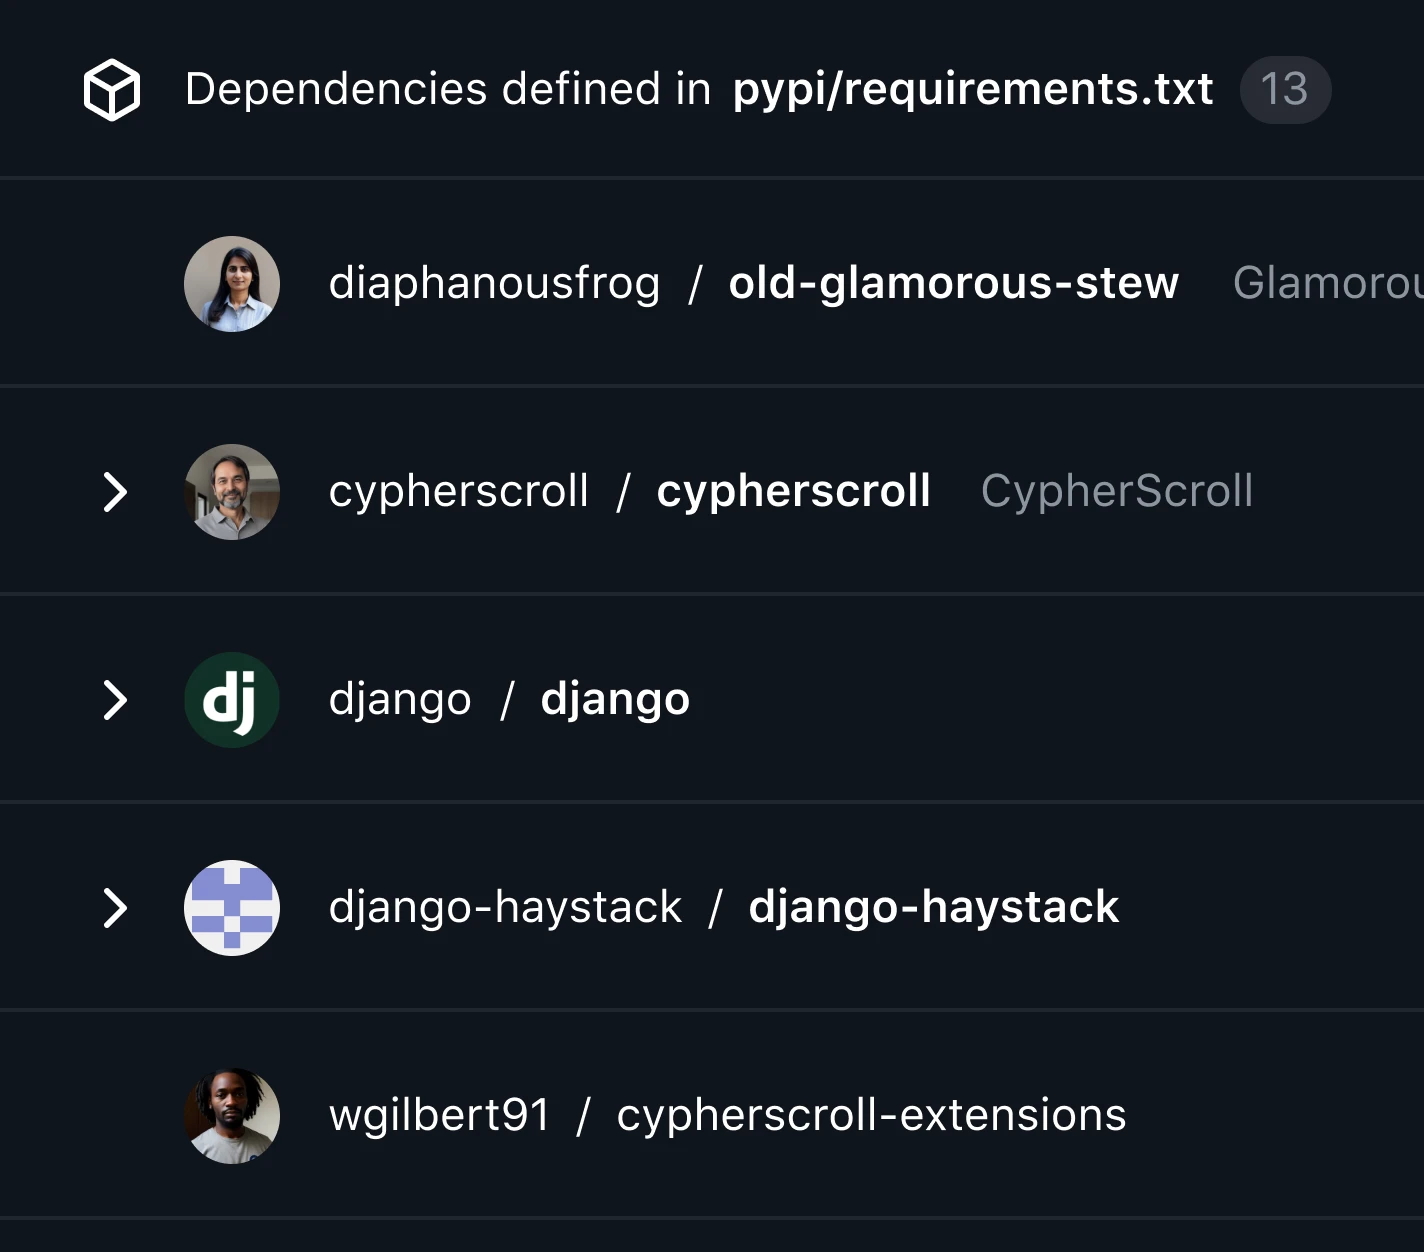 Dependencies defined in pypi/requirements.txt 13
diaphanousfrog / old-glamorous-stew
cypherscroll / cypherscroll CypherScroll
dj django / django
django-haystack / django-haystack
wgilbert91 / cypherscroll-extensions